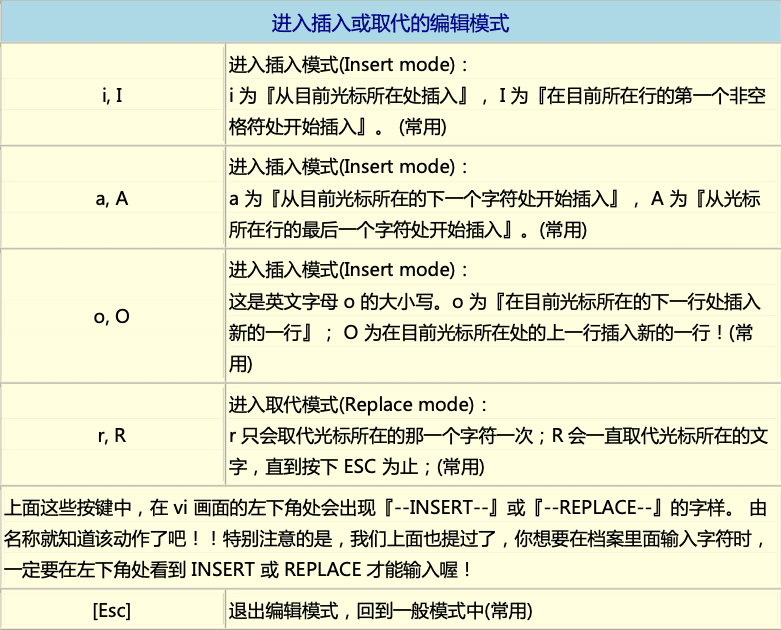 进入插入或取代的编辑模式
i, I
进入插入模式(Insert mode)：
i 为『从目前光标所在处插入』， I 为『在目前所在行的第一个非空
格符处开始插入』。 (常用)
a, A
进入插入模式(Insert mode)：
a 为『从目前光标所在的下一个字符处开始插入』， A 为『从光标
所在行的最后一个字符处开始插入』。(常用)
o, O
进入插入模式(Insert mode)：
这是英文字母 o 的大小写。o 为『在目前光标所在的下一行处插入
新的一行』； O 为在目前光标所在处的上一行插入新的一行！(常
用)
r, R
进入取代模式(Replace mode)：
r 只会取代光标所在的那一个字符一次；R 会一直取代光标所在的文
字，直到按下 ESC 为止；(常用)
上面这些按键中，在 vi 画面的左下角处会出现『--INSERT--』或『--REPLACE--』的字样。 由
名称就知道该动作了吧！！特别注意的是，我们上面也提过了，你想要在档案里面输入字符时，
一定要在左下角处看到 INSERT 或 REPLACE 才能输入喔！
[Esc]
退出编辑模式，回到一般模式中(常用)